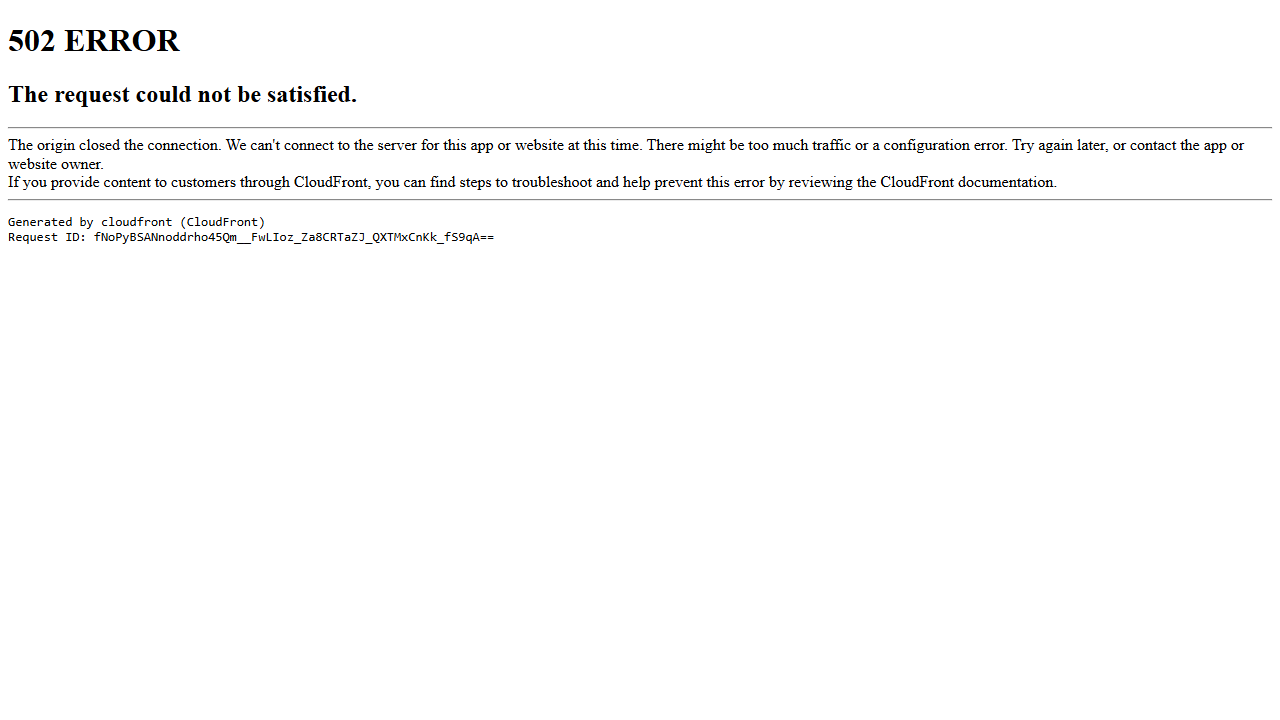 502 ERROR
The request could not be satisfied.
The origin closed the connection. We can't connect to the server for this app or website at this time. There might be too much traffic or a configuration error. Try again later, or contact the app or
website owner.
If you provide content to customers through CloudFront, you can find steps to troubleshoot and help prevent this error by reviewing the CloudFront documentation.
Generated by cloudfront (CloudFront)
Request ID: fNoPyBSANnoddrho45Qm__FwLIoz_Za8CRTaZJ_QXTMxCnKk_fS9qA==